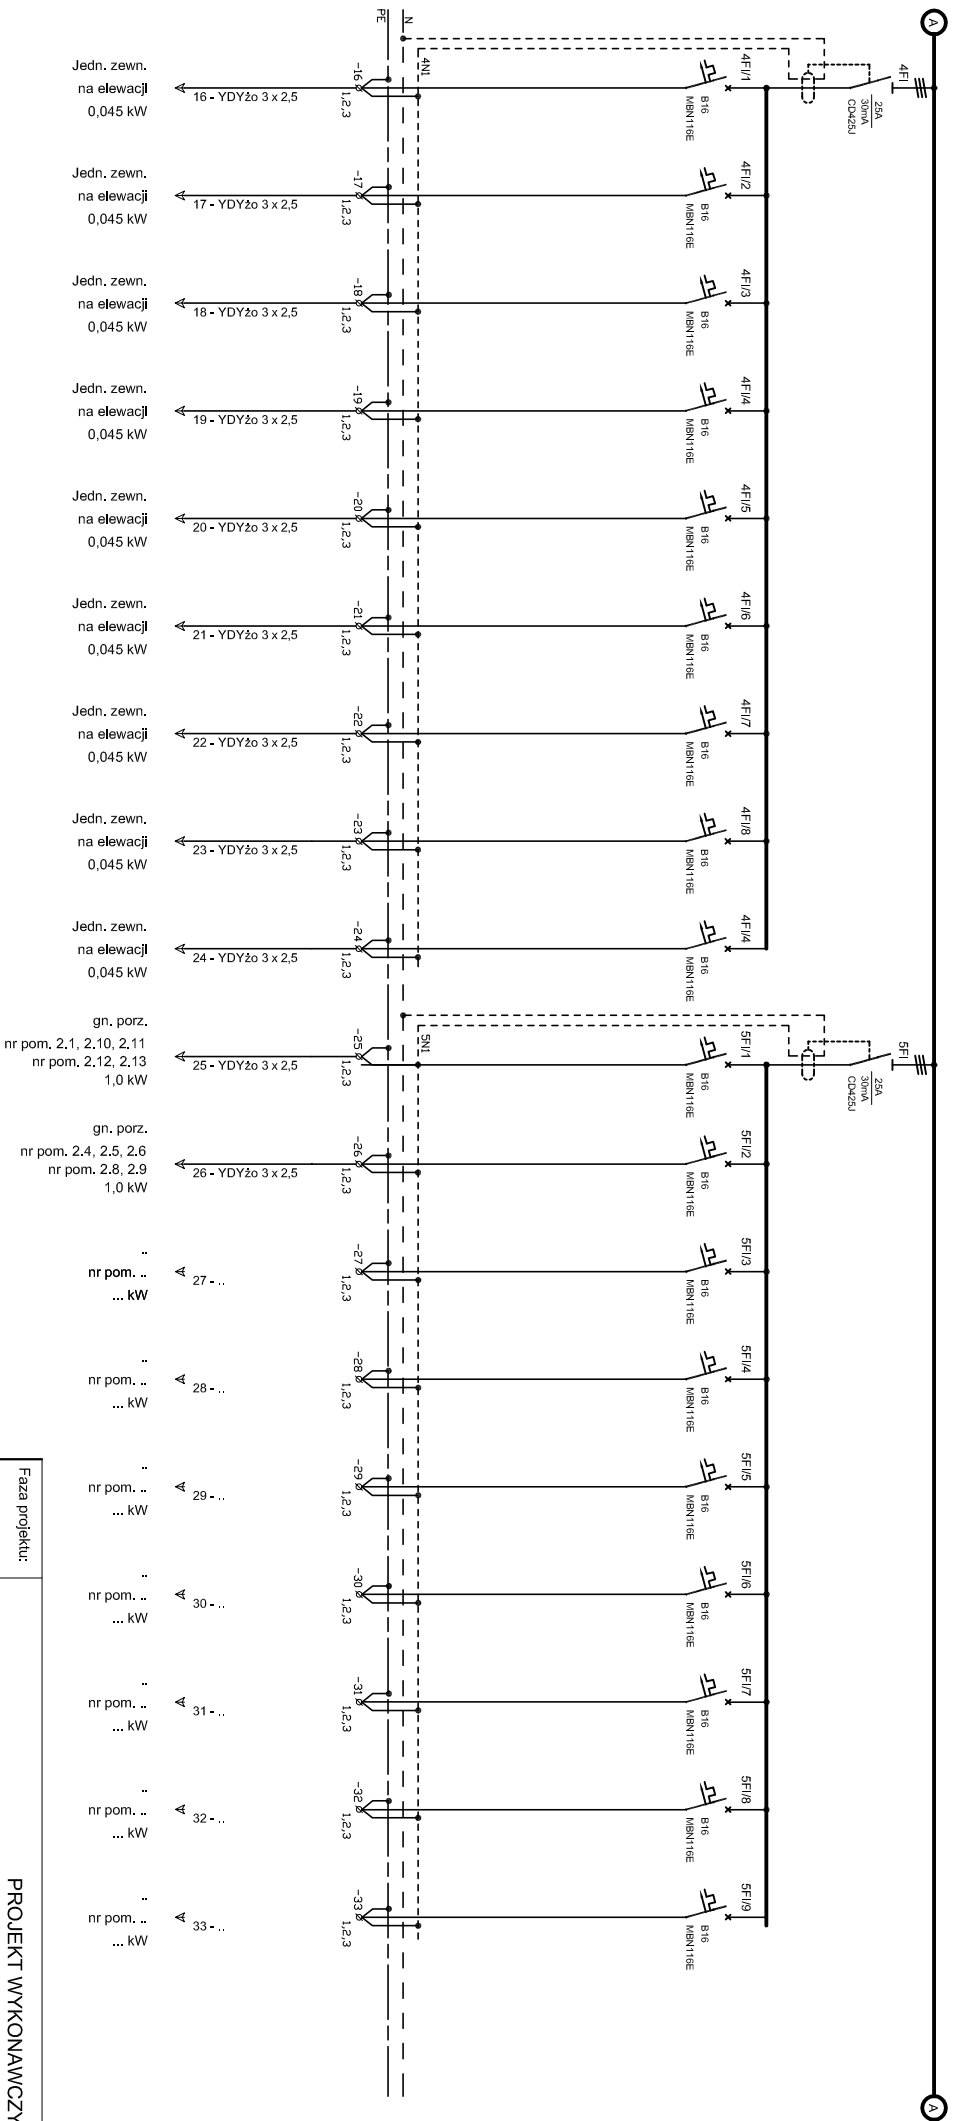 A
N
PE
4FI
25A
30mA
CD425J
4N1
4FI/1
B16
MBN116E
-16
1,2,3
16 - YDYżo 3 x 2,5
Jedn. zewn.
na elewacji
0,045 kW
4FI/2
B16
MBN116E
-17
1,2,3
17 - YDYżo 3 x 2,5
Jedn. zewn.
na elewacji
0,045 kW
4FI/3
B16
MBN116E
-18
1,2,3
18 - YDYżo 3 x 2,5
Jedn. zewn.
na elewacji
0,045 kW
4FI/4
B16
MBN116E
-19
1,2,3
19 - YDYżo 3 x 2,5
Jedn. zewn.
na elewacji
0,045 kW
4FI/5
B16
MBN116E
-20
1,2,3
20 - YDYżo 3 x 2,5
Jedn. zewn.
na elewacji
0,045 kW
4FI/6
B16
MBN116E
-21
1,2,3
21 - YDYżo 3 x 2,5
Jedn. zewn.
na elewacji
0,045 kW
4FI/7
B16
MBN116E
-22
1,2,3
22 - YDYżo 3 x 2,5
Jedn. zewn.
na elewacji
0,045 kW
4FI/8
B16
MBN116E
-23
1,2,3
23 - YDYżo 3 x 2,5
Jedn. zewn.
na elewacji
0,045 kW
4FI/4
B16
MBN116E
-24
1,2,3
24 - YDYżo 3 x 2,5
Jedn. zewn.
na elewacji
0,045 kW
5FI
25A
30mA
CD425J
5N1
5FI/1
B16
MBN116E
-25
1,2,3
25 - YDYżo 3 x 2,5
gn. porz.
nr pom. 2.1, 2.10, 2.11
nr pom. 2.12, 2.13
1,0 kW
5FI/2
B16
MBN116E
-26
1,2,3
26 - YDYżo 3 x 2,5
gn. porz.
nr pom. 2.4, 2.5, 2.6
nr pom. 2.8, 2.9
1,0 kW
5FI/3
B16
MBN116E
-27
1,2,3
27 - ..
..
nr pom. ..
... kW
5FI/4
B16
MBN116E
-28
1,2,3
28 - ..
..
nr pom. ..
... kW
5FI/5
B16
MBN116E
-29
1,2,3
29 - ..
..
nr pom. ..
... kW
5FI/6
B16
MBN116E
-30
1,2,3
30 - ..
..
nr pom. ..
... kW
5FI/7
B16
MBN116E
-31
1,2,3
31 - ..
..
nr pom. ..
... kW
5FI/8
B16
MBN116E
-32
1,2,3
32 - ..
..
nr pom. ..
... kW
5FI/9
B16
MBN116E
-33
1,2,3
33 - ..
..
nr pom. ..
... kW
A
Faza projektu:
PROJEKT WYKONAWCZY